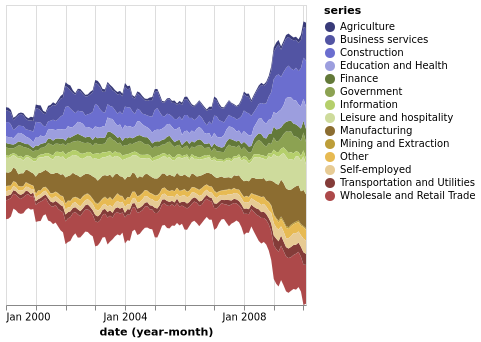 series
Agriculture
Business services
Construction
Education and Health
Finance
Government
Information
Leisure and hospitality
Manufacturing
Mining and Extraction
Other
Self-employed
Transportation and Utilities
Wholesale and Retail Trade
Jan 2000 Jan 2004 Jan 2008
date (year-month)